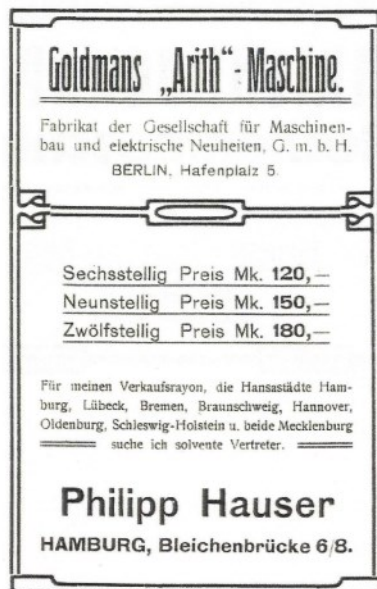 Goldmans „Arith“-Maschine.
Fabrikat der Gesellschaft für Maschinen-
bau und elektrische Neuheiten, G. m. b. H.
BERLIN, Hafenplatz 5.
Sechsstellig Preis Mk. 120,—
Neunstellig Preis Mk. 150,—
Zwölfstellig Preis Mk. 180,—
Für meinen Verkaufsrayon, die Hansastädte Ham-
burg, Lübeck, Bremen, Braunschweig, Hannover,
Oldenburg, Schleswig-Holstein u. beide Mecklenburg
suche ich solvente Vertreter.
Philipp Hauser
HAMBURG, Bleichenbrücke 6/8.